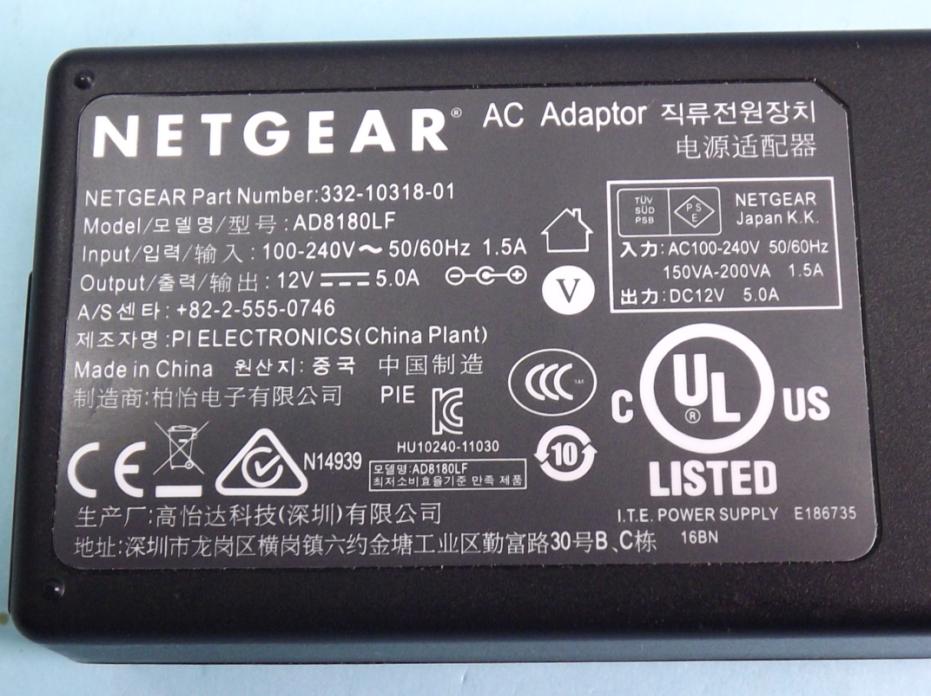 NETGEAR® AC Adaptor 직류전원장치
电源适配器
NETGEAR Part Number:332-10318-01
Model/모델명/型号: AD8180LF
Input/입력/输入: 100-240V～ 50/60Hz 1.5A
Output/출력/输出: 12V 5.0A
A/S센타: +82-2-555-0746
제조자명:PI ELECTRONICS(China Plant)
Made in China 원산지: 중국 中国制造
制造商:柏怡电子有限公司 PIE
V
TÜV
SÜD
PSB
PS
E
NETGEAR
Japan K.K.
入力: AC100-240V 50/60Hz
150VA-200VA 1.5A
出力:DC12V 5.0A
CCC
C UL® US
LISTED
I.T.E. POWER SUPPLY E186735
16BN
HU10240-11030
CE
N14939
모델명:AD8180LF
최저소비효율기준 만족 제품
10
生产厂:高怡达科技(深圳)有限公司
地址:深圳市龙岗区横岗镇六约金塘工业区勤富路30号B、C栋